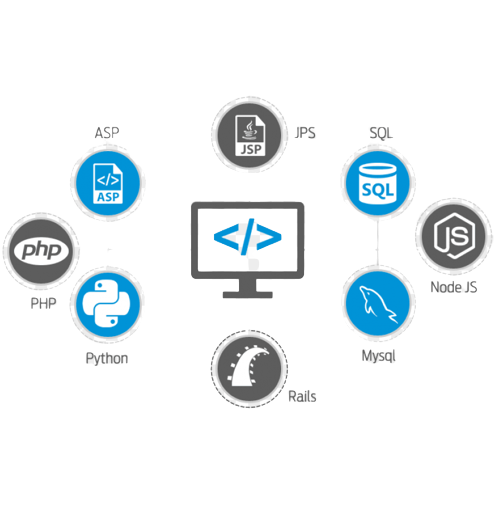 ASP
JPS
SQL
JSP
</>
ASP
SQL
php
</>
JS
PHP
Node JS
Python
Mysql
Rails